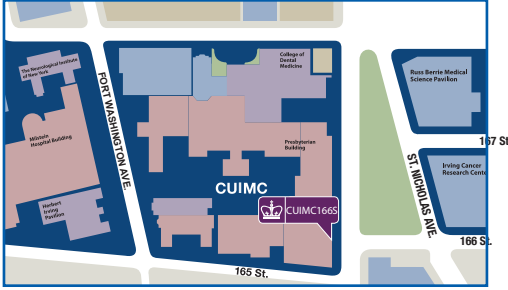 The Neurological Institute
of New York
College of
Dental
Medicine
Russ Berrie Medical
Science Pavilion
FORT WASHINGTON AVE.
Milstein
Hospital Building
Presbyterian
Building
167 St
ST. NICHOLAS AVE.
Irving Cancer
Research Cente
CUIMC
Herbert
Irving
Pavilion
CUIMC166S
166 St.
165 St.